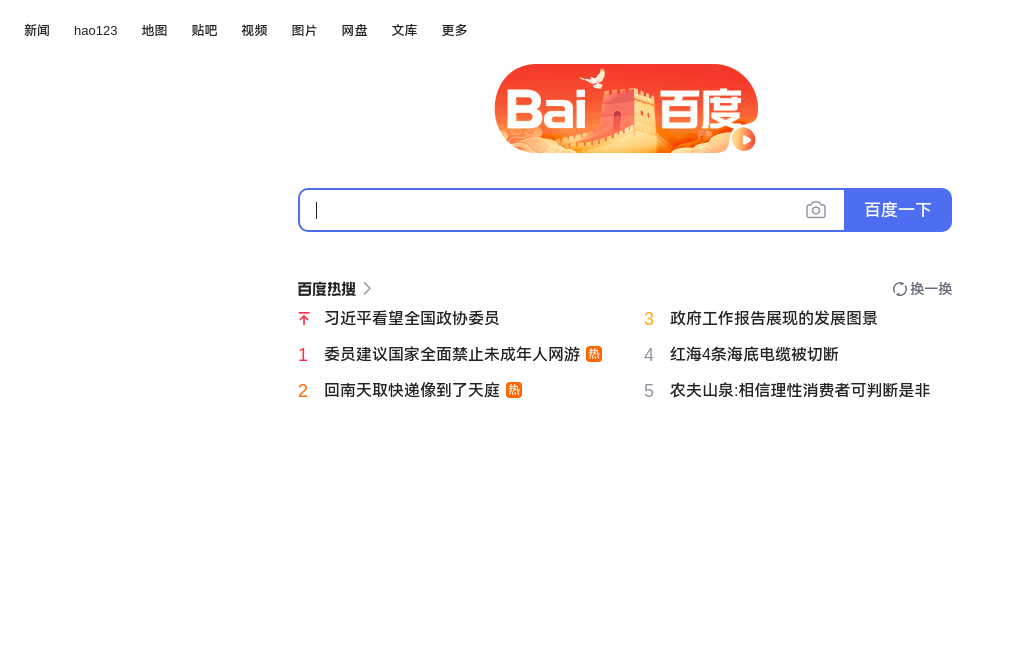 新闻 hao123 地图 贴吧 视频 图片 网盘 文库 更多
Bai 百度
百度一下
百度热搜 换一换
习近平看望全国政协委员
1 委员建议国家全面禁止未成年人网游 热
2 回南天取快递像到了天庭 热
3 政府工作报告展现的发展图景
4 红海4条海底电缆被切断
5 农夫山泉:相信理性消费者可判断是非